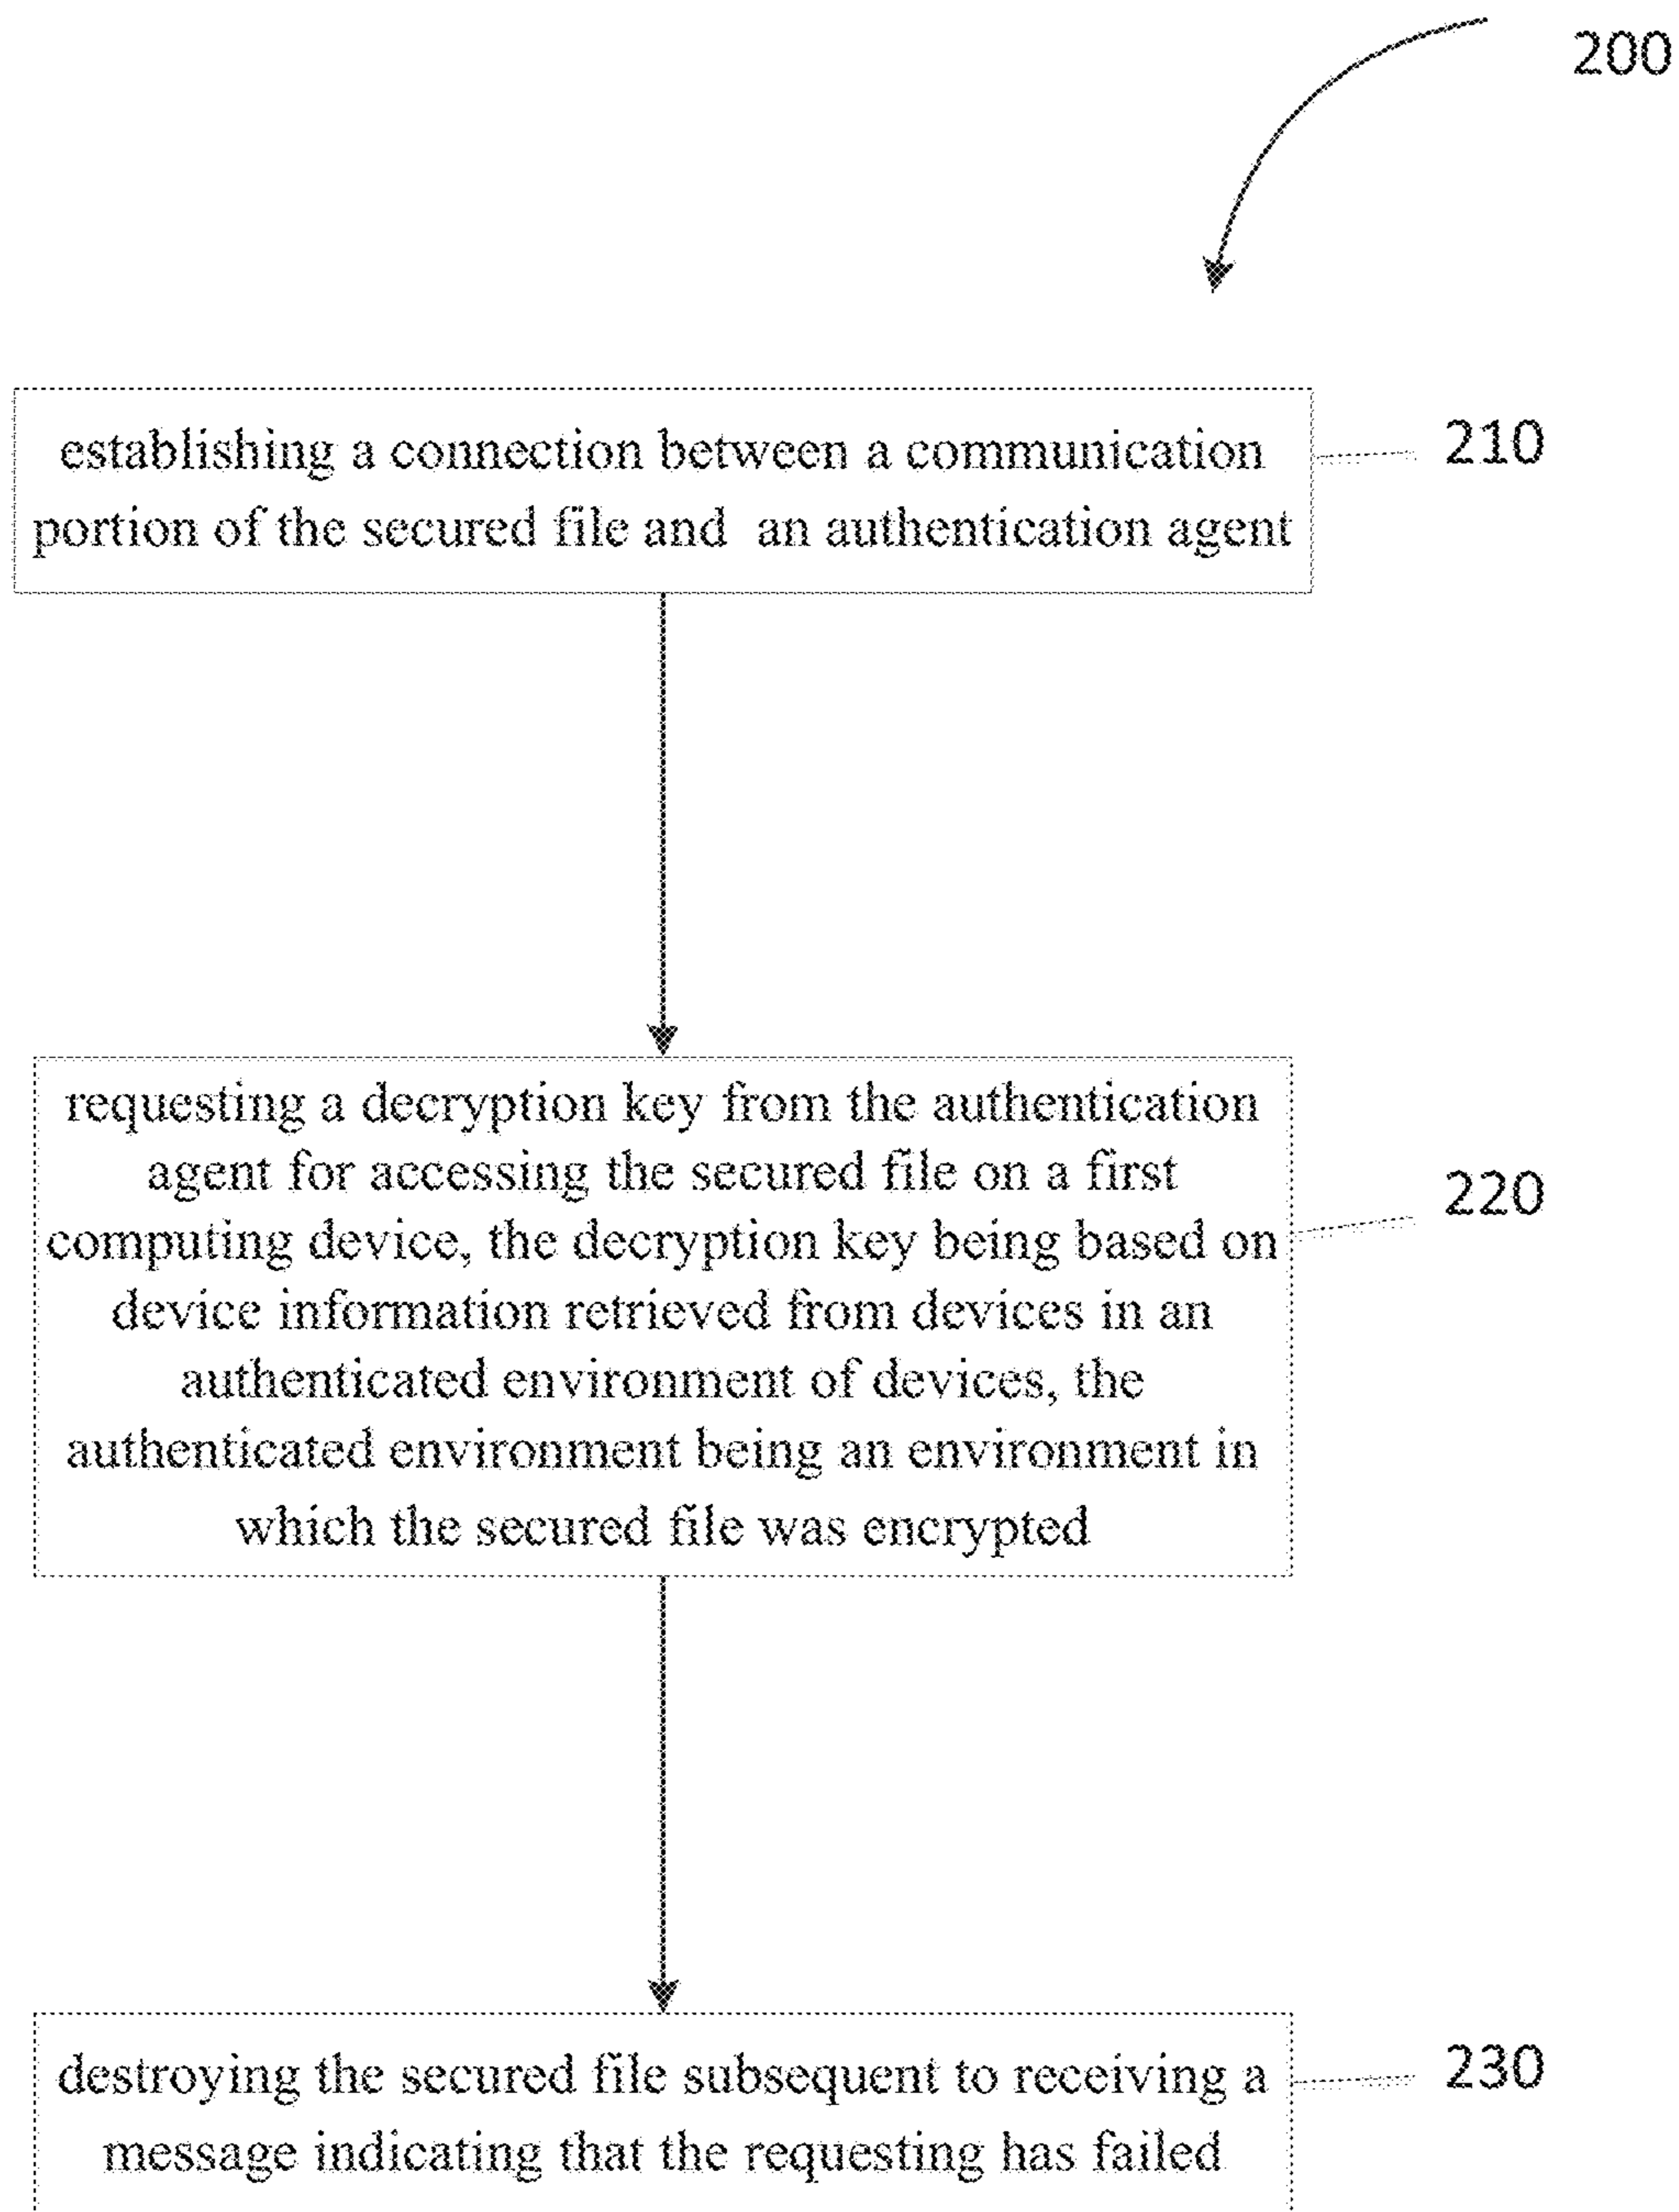 200
establishing a connection between a communication
portion of the secured file and an authentication agent
210
requesting a decryption key from the authentication
agent for accessing the secured file on a first
computing device, the decryption key being based on
device information retrieved from devices in an
authenticated environment of devices, the
authenticated environment being an environment in
which the secured file was encrypted
220
destroying the secured file subsequent to receiving a
message indicating that the requesting has failed
230